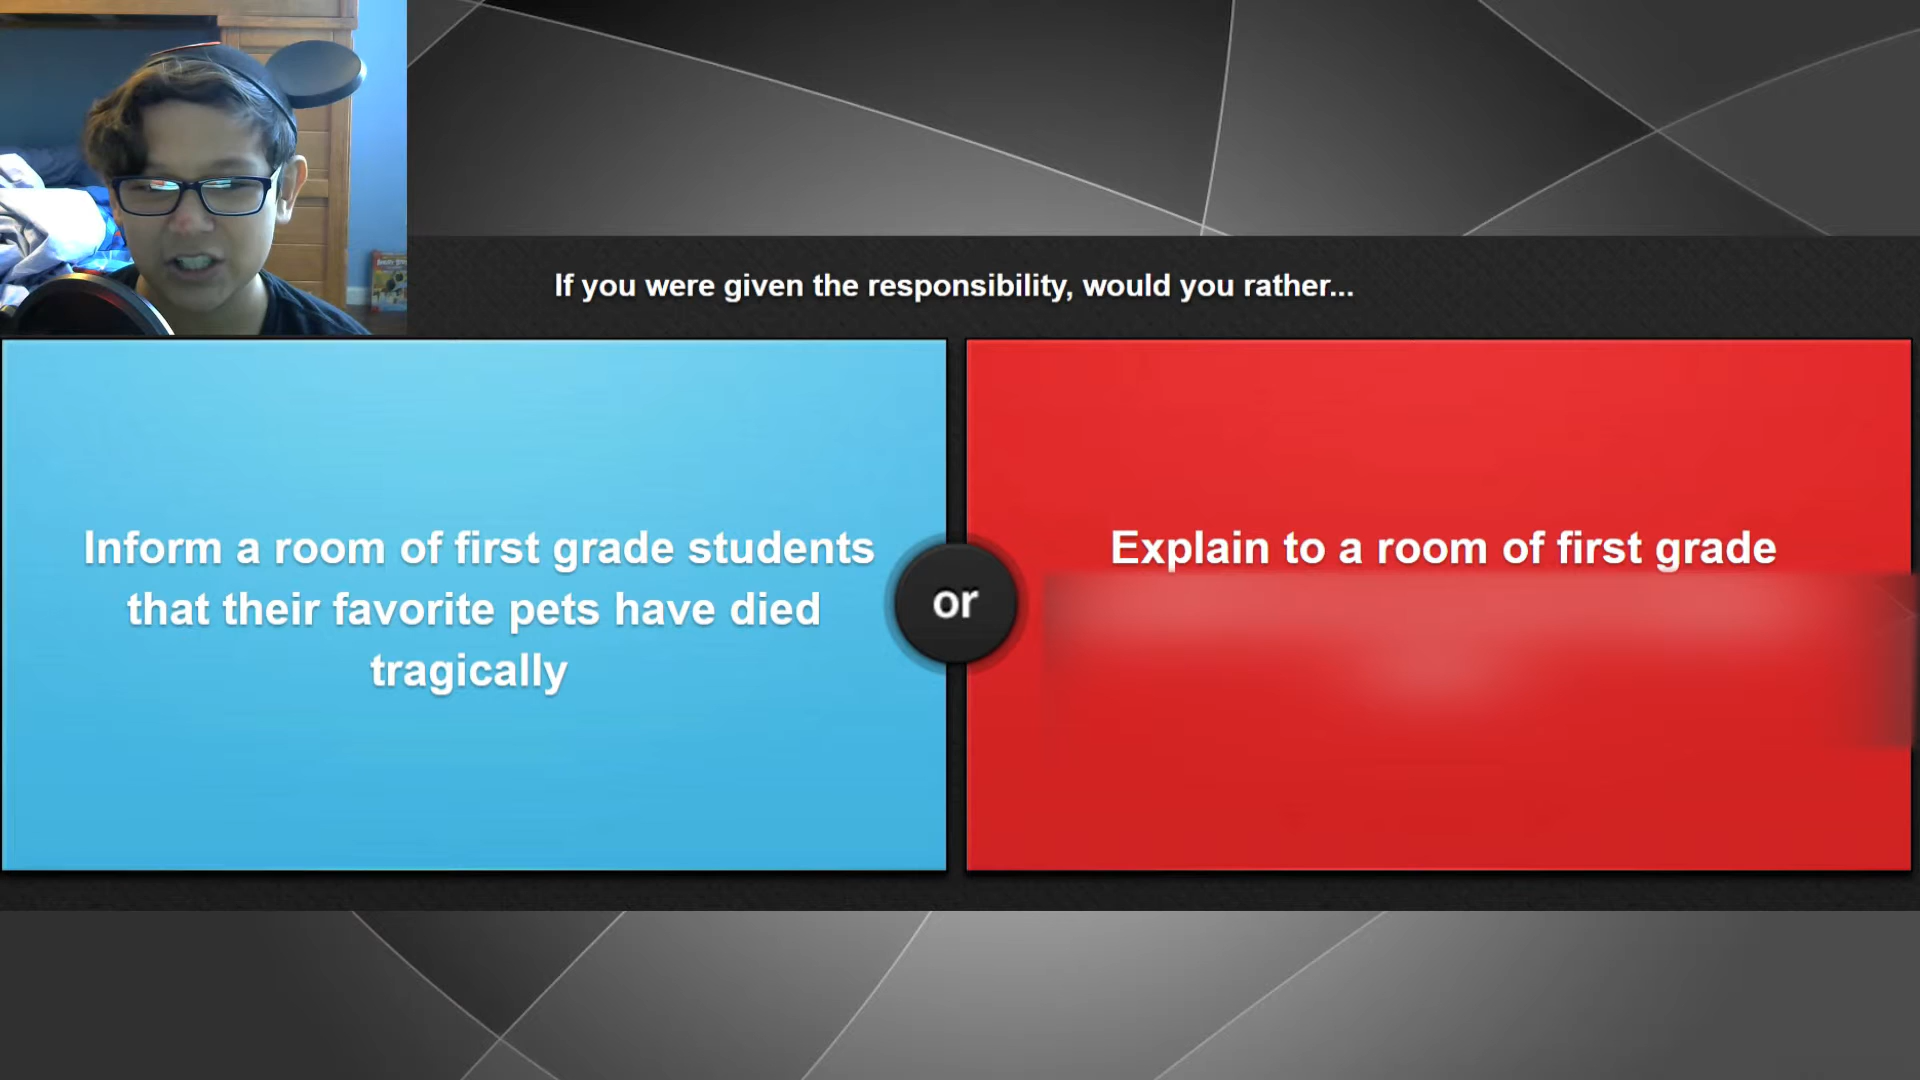 If you were given the responsibility, would you rather...
Inform a room of first grade students
that their favorite pets have died
tragically
or
Explain to a room of first grade